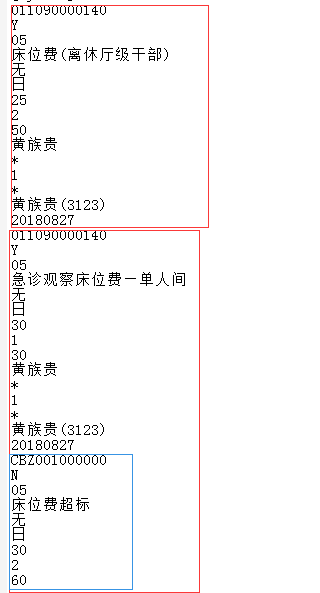 011090000140
Y
05
床位费(离休厅级干部)
无
日
25
2
50
黄族贵
*
1
*
黄族贵(3123)
20180827
011090000140
Y
05
急诊观察床位费－单人间
无
日
30
1
30
黄族贵
*
1
*
黄族贵(3123)
20180827
CBZ001000000
N
05
床位费超标
无
日
30
2
60